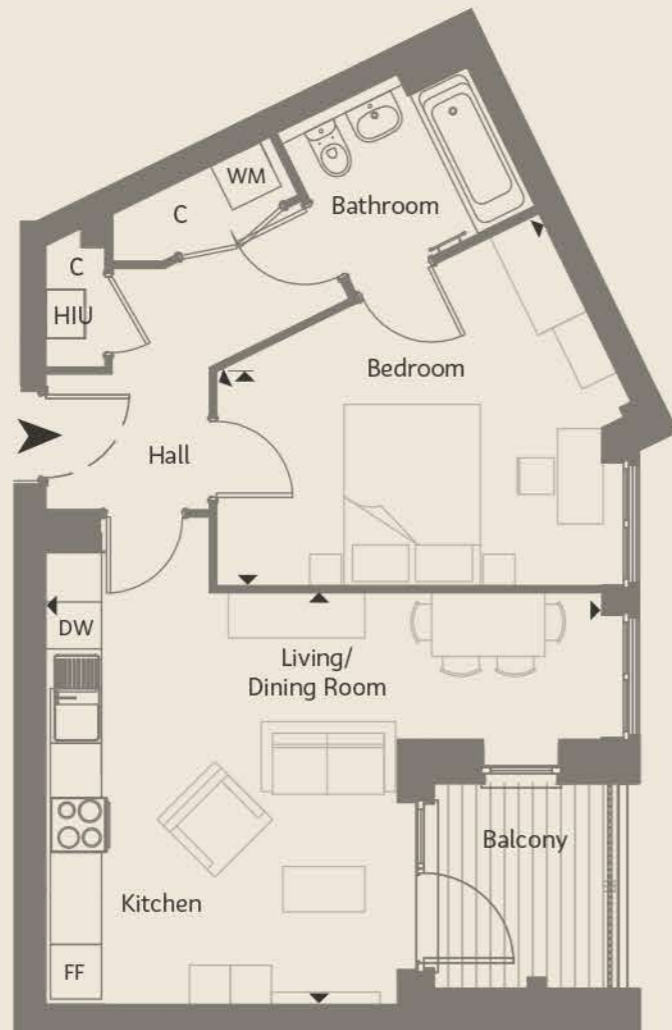 WM
C
Bathroom
C
HIU
Bedroom
Hall
DW
Living/
Dining Room
Balcony
Kitchen
FF